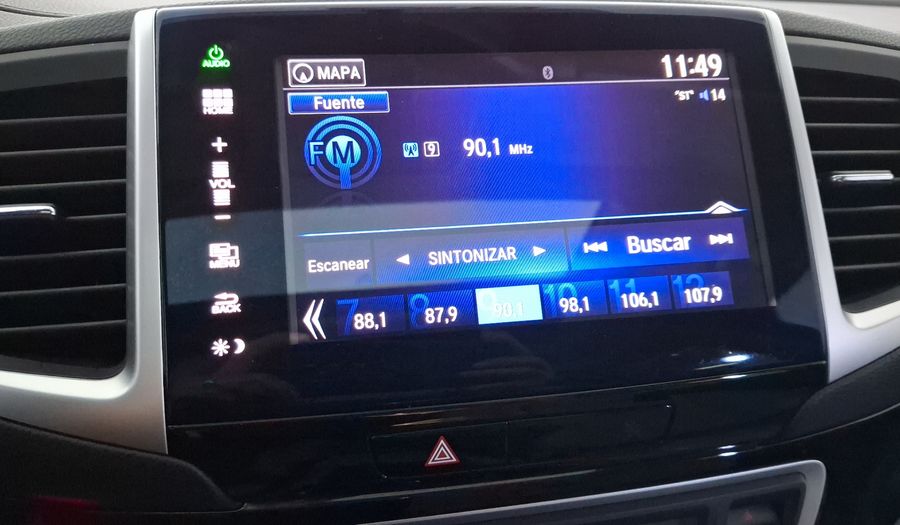 AUDIO
HOME
+
VOL
−
MENU
BACK
MAPA
11:49
Fuente
"ST" 14
FM 9 90,1 MHz
Escanear
SINTONIZAR
Buscar
7 88,1
8 87,9
9 90,1
10 98,1
11 106,1
12 107,9